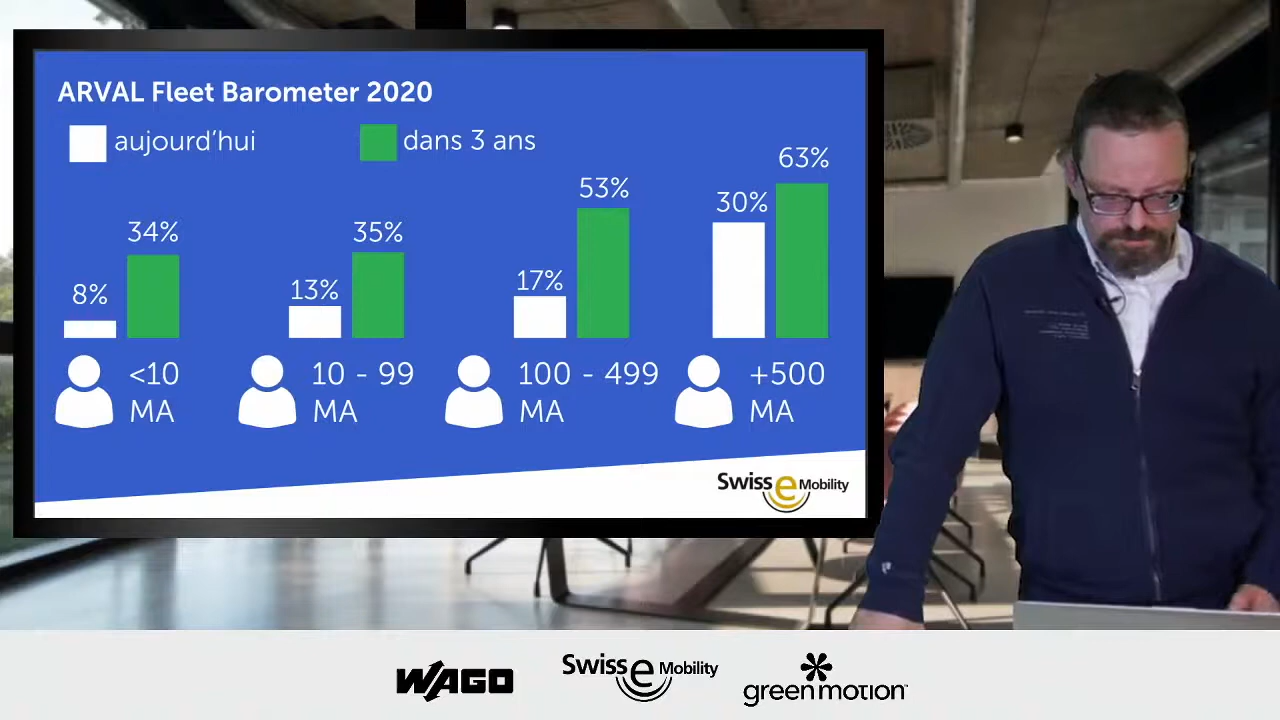 ARVAL Fleet Barometer 2020
aujourd'hui
dans 3 ans
8%
34%
13%
35%
17%
53%
30%
63%
<10
MA
10 - 99
MA
100 - 499
MA
+500
MA
Swiss e Mobility
WAGO
Swiss e Mobility
green motion